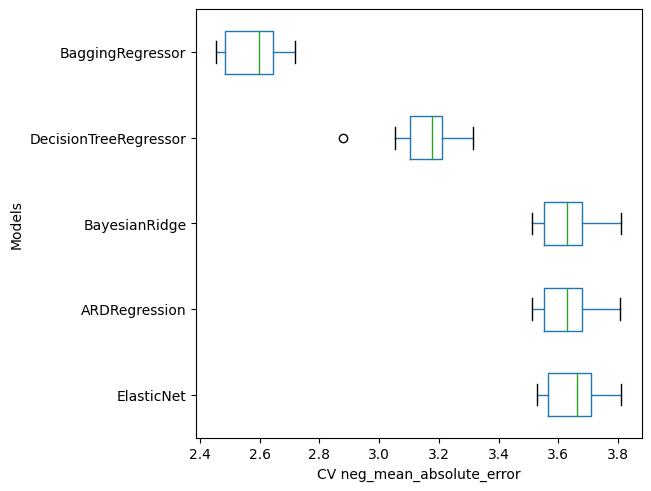 BaggingRegressor
DecisionTreeRegressor
BayesianRidge
ARDRegression
ElasticNet
Models
2.4 2.6 2.8 3.0 3.2 3.4 3.6 3.8
CV neg_mean_absolute_error